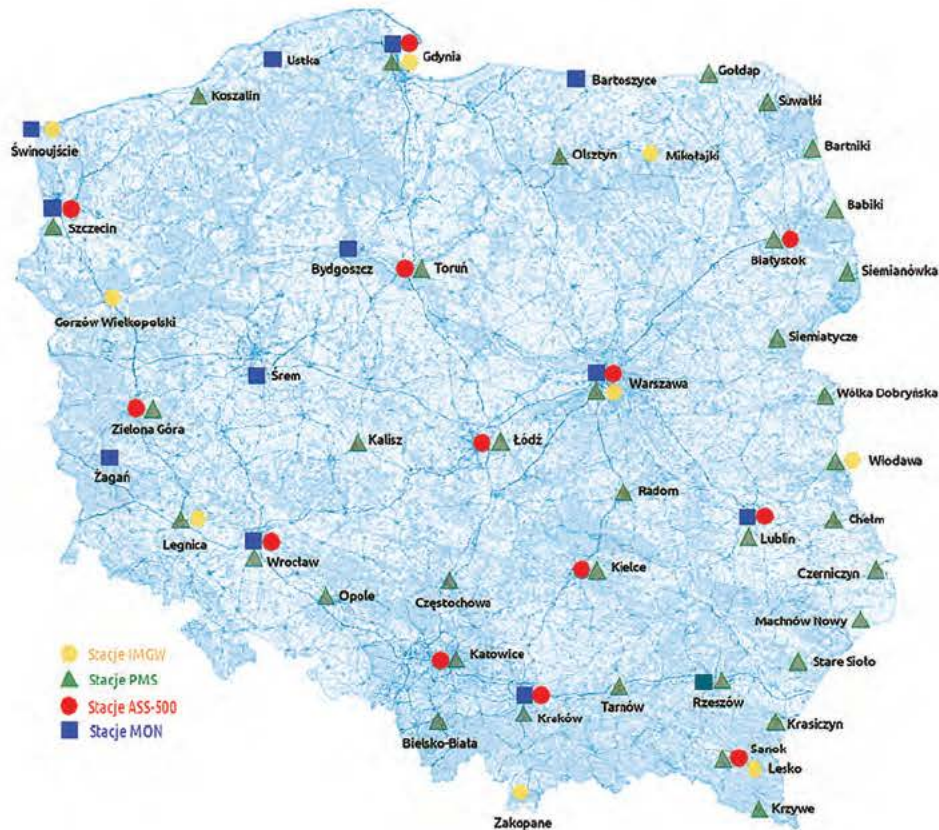 Ustka
Gdynia
Bartoszyce
Gołdap
Koszalin
Suwałki
Świnoujście
Olsztyn
Mikołajki
Bartniki
Szczecin
Babiki
Białystok
Bydgoszcz
Toruń
Siemianówka
Gorzów Wielkopolski
Siemiatycze
Śrem
Warszawa
Wólka Dobryńska
Zielona Góra
Kalisz
Łódź
Żagań
Włodawa
Radom
Legnica
Wrocław
Lublin
Chełm
Kielce
Czerniczyn
Opole
Częstochowa
Machnów Nowy
Stacje IMGW
Stacje PMS
Stacje ASS-500
Stacje MON
Katowice
Stare Sioło
Rzeszów
Tarnów
Kraków
Krasiczyn
Bielsko-Biała
Sanok
Lesko
Zakopane
Krzywe